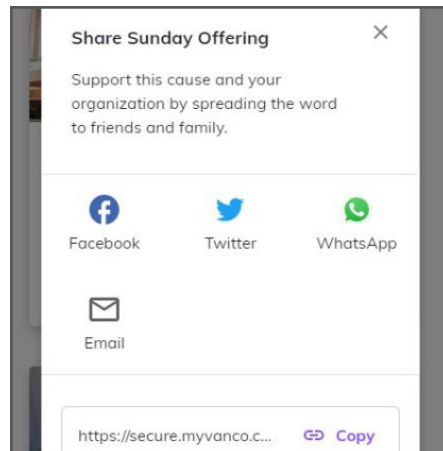 Share Sunday Offering
Support this cause and your
organization by spreading the word
to friends and family.
Facebook
Twitter
WhatsApp
Email
https://secure.myvanco.c...
Copy